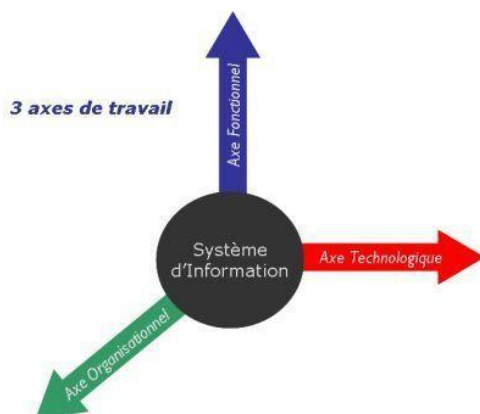 3 axes de travail
Axe Fonctionnel
Système
d'Information
Axe Technologique
Axe Organisationnel